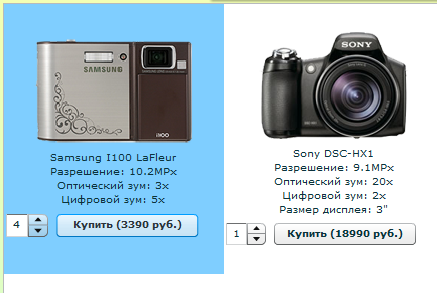 SAMSUNG
i100
Samsung I100 LaFleur
Разрешение: 10.2MPx
Оптический зум: 3x
Цифровой зум: 5x
4
Купить (3390 руб.)
SONY
Sony DSC-HX1
Разрешение: 9.1MPx
Оптический зум: 20x
Цифровой зум: 2x
Размер дисплея: 3"
1
Купить (18990 руб.)